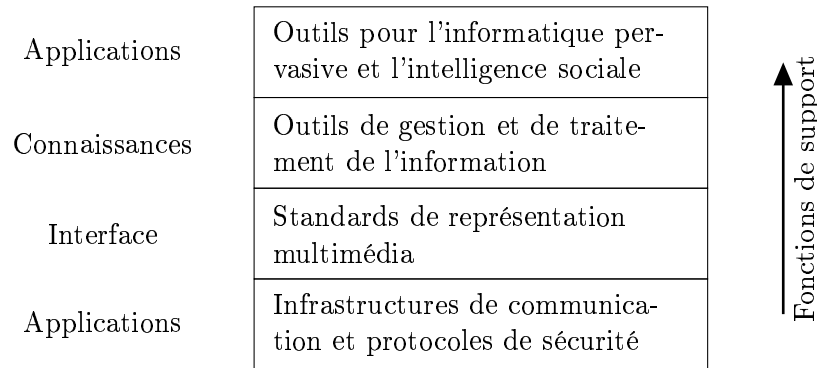 Applications
Outils pour l'informatique per-
vasive et l'intelligence sociale
Connaissances
Outils de gestion et de traite-
ment de l'information
Interface
Standards de représentation
multimédia
Applications
Infrastructures de communica-
tion et protocoles de sécurité
Fonctions de support